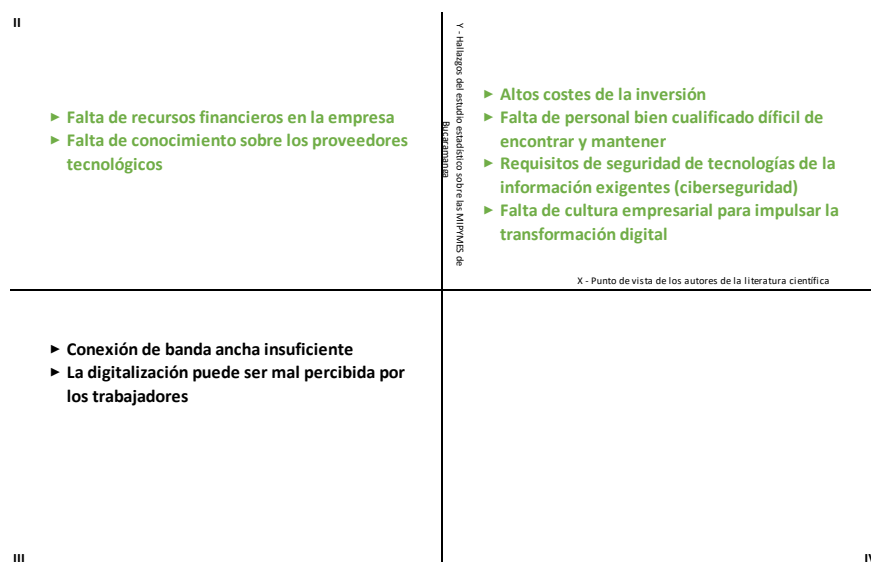 II
► Falta de recursos financieros en la empresa
► Falta de conocimiento sobre los proveedores
tecnológicos
Y - Hallazgos del estudio estadístico sobre las MIPYMES de
Bucaramanga
► Altos costes de la inversión
► Falta de personal bien cualificado díficil de
encontrar y mantener
► Requisitos de seguridad de tecnologías de la
información exigentes (ciberseguridad)
► Falta de cultura empresarial para impulsar la
transformación digital
X - Punto de vista de los autores de la literatura científica
► Conexión de banda ancha insuficiente
► La digitalización puede ser mal percibida por
los trabajadores
III
IV